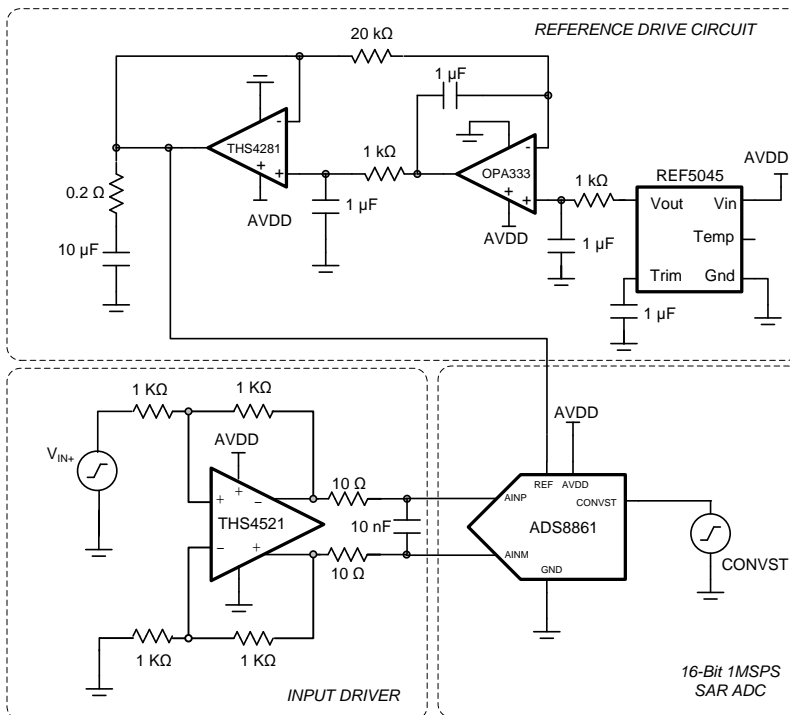 REFERENCE DRIVE CIRCUIT
20 kΩ
1 µF
-
THS4281
+
+
AVDD
1 kΩ
1 µF
-
OPA333
+
+
AVDD
1 kΩ
1 µF
REF5045
AVDD
Vout
Vin
Temp
Trim
Gnd
1 µF
0.2 Ω
10 µF
1 KΩ
1 KΩ
VIN+
AVDD
+
+
−
THS4521
−
+
10 Ω
10 nF
10 Ω
1 KΩ
1 KΩ
INPUT DRIVER
AVDD
REF
AVDD
AINP
CONVST
ADS8861
AINM
GND
CONVST
16-Bit 1MSPS
SAR ADC